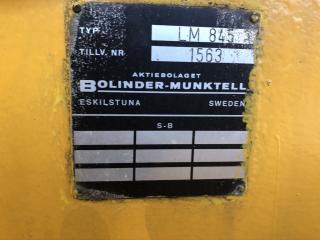 TYP. LM 845
TILLV. NR 1563
AKTIEBOLAGET
BOLINDER-MUNKTELL
ESKILSTUNA SWEDEN
S-B